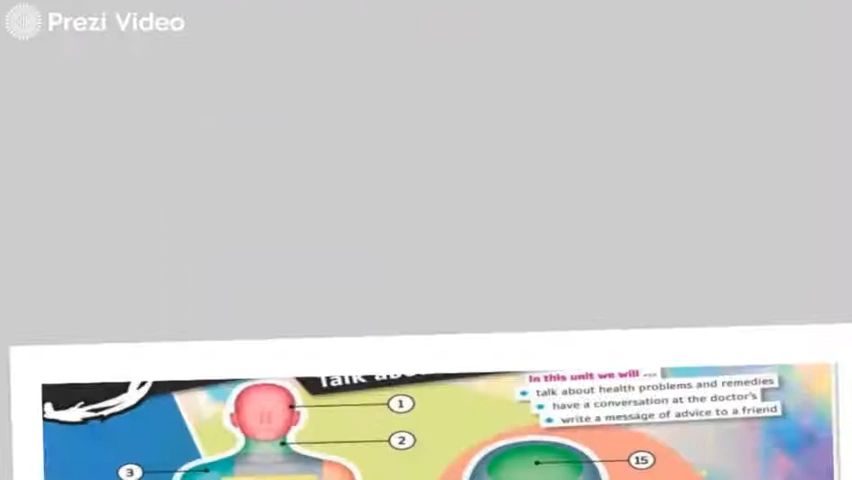 Prezi Video
Talk
In this unit we will ...
talk about health problems and remedies
have a conversation at the doctor's
write a message of advice to a friend
1
2
3
15